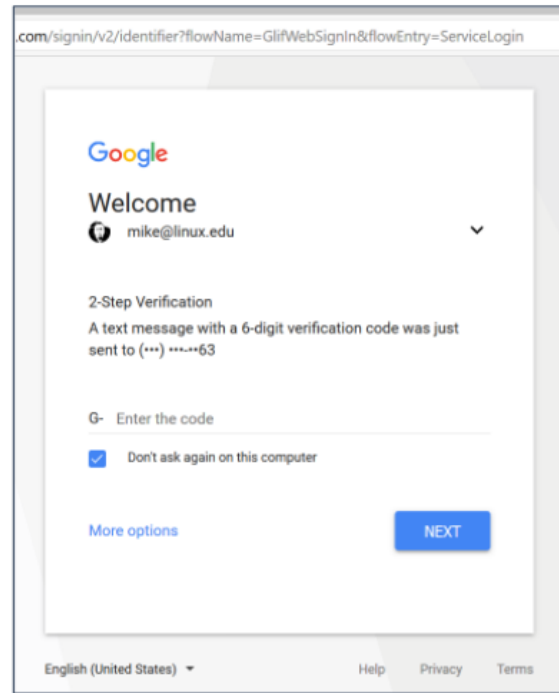 .com/signin/v2/identifier?flowName=GlifWebSignIn&flowEntry=ServiceLogin
Google
Welcome
mike@linux.edu
2-Step Verification
A text message with a 6-digit verification code was just
sent to (•••) •••-••63
G- Enter the code
Don't ask again on this computer
More options
NEXT
English (United States)
Help Privacy Terms